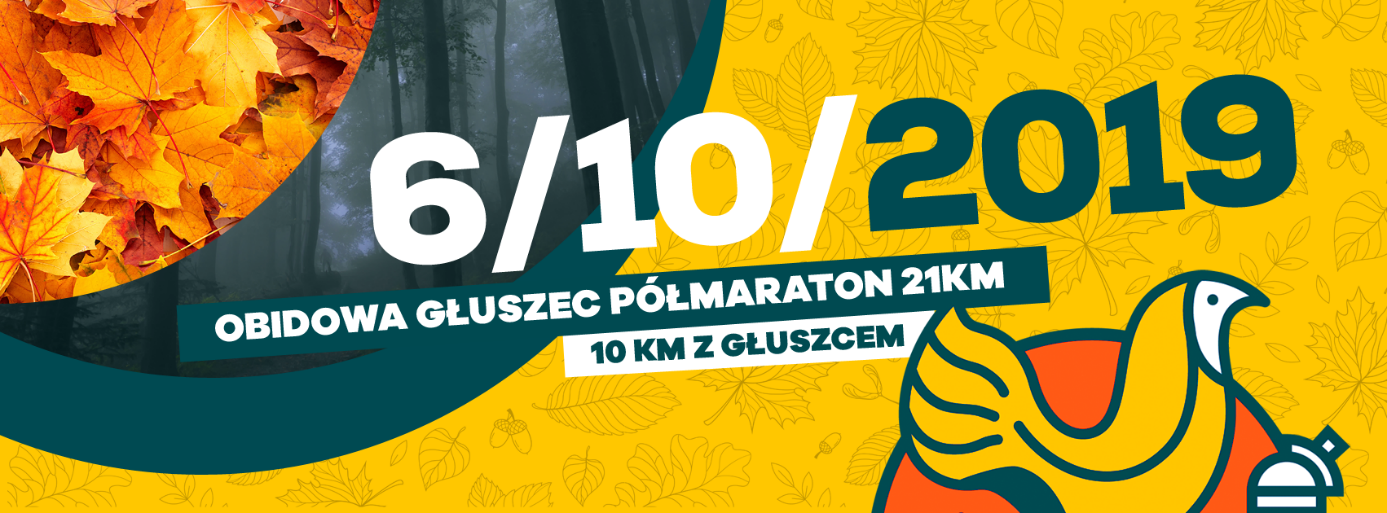 6/10/2019
OBIDOWA GŁUSZEC PÓŁMARATON 21KM
10 KM Z GŁUSZCEM